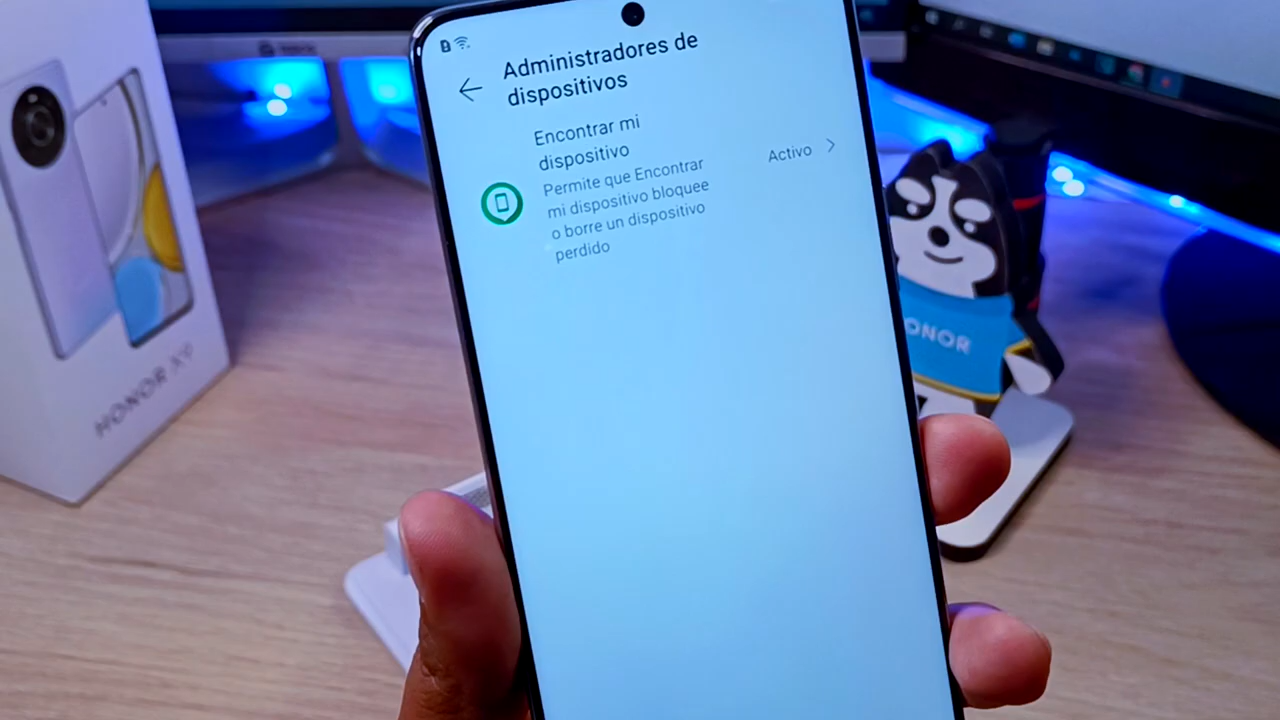 Administradores de
dispositivos
Encontrar mi
dispositivo
Permite que Encontrar
mi dispositivo bloquee
o borre un dispositivo
perdido
Activo
HONOR X9
HONOR